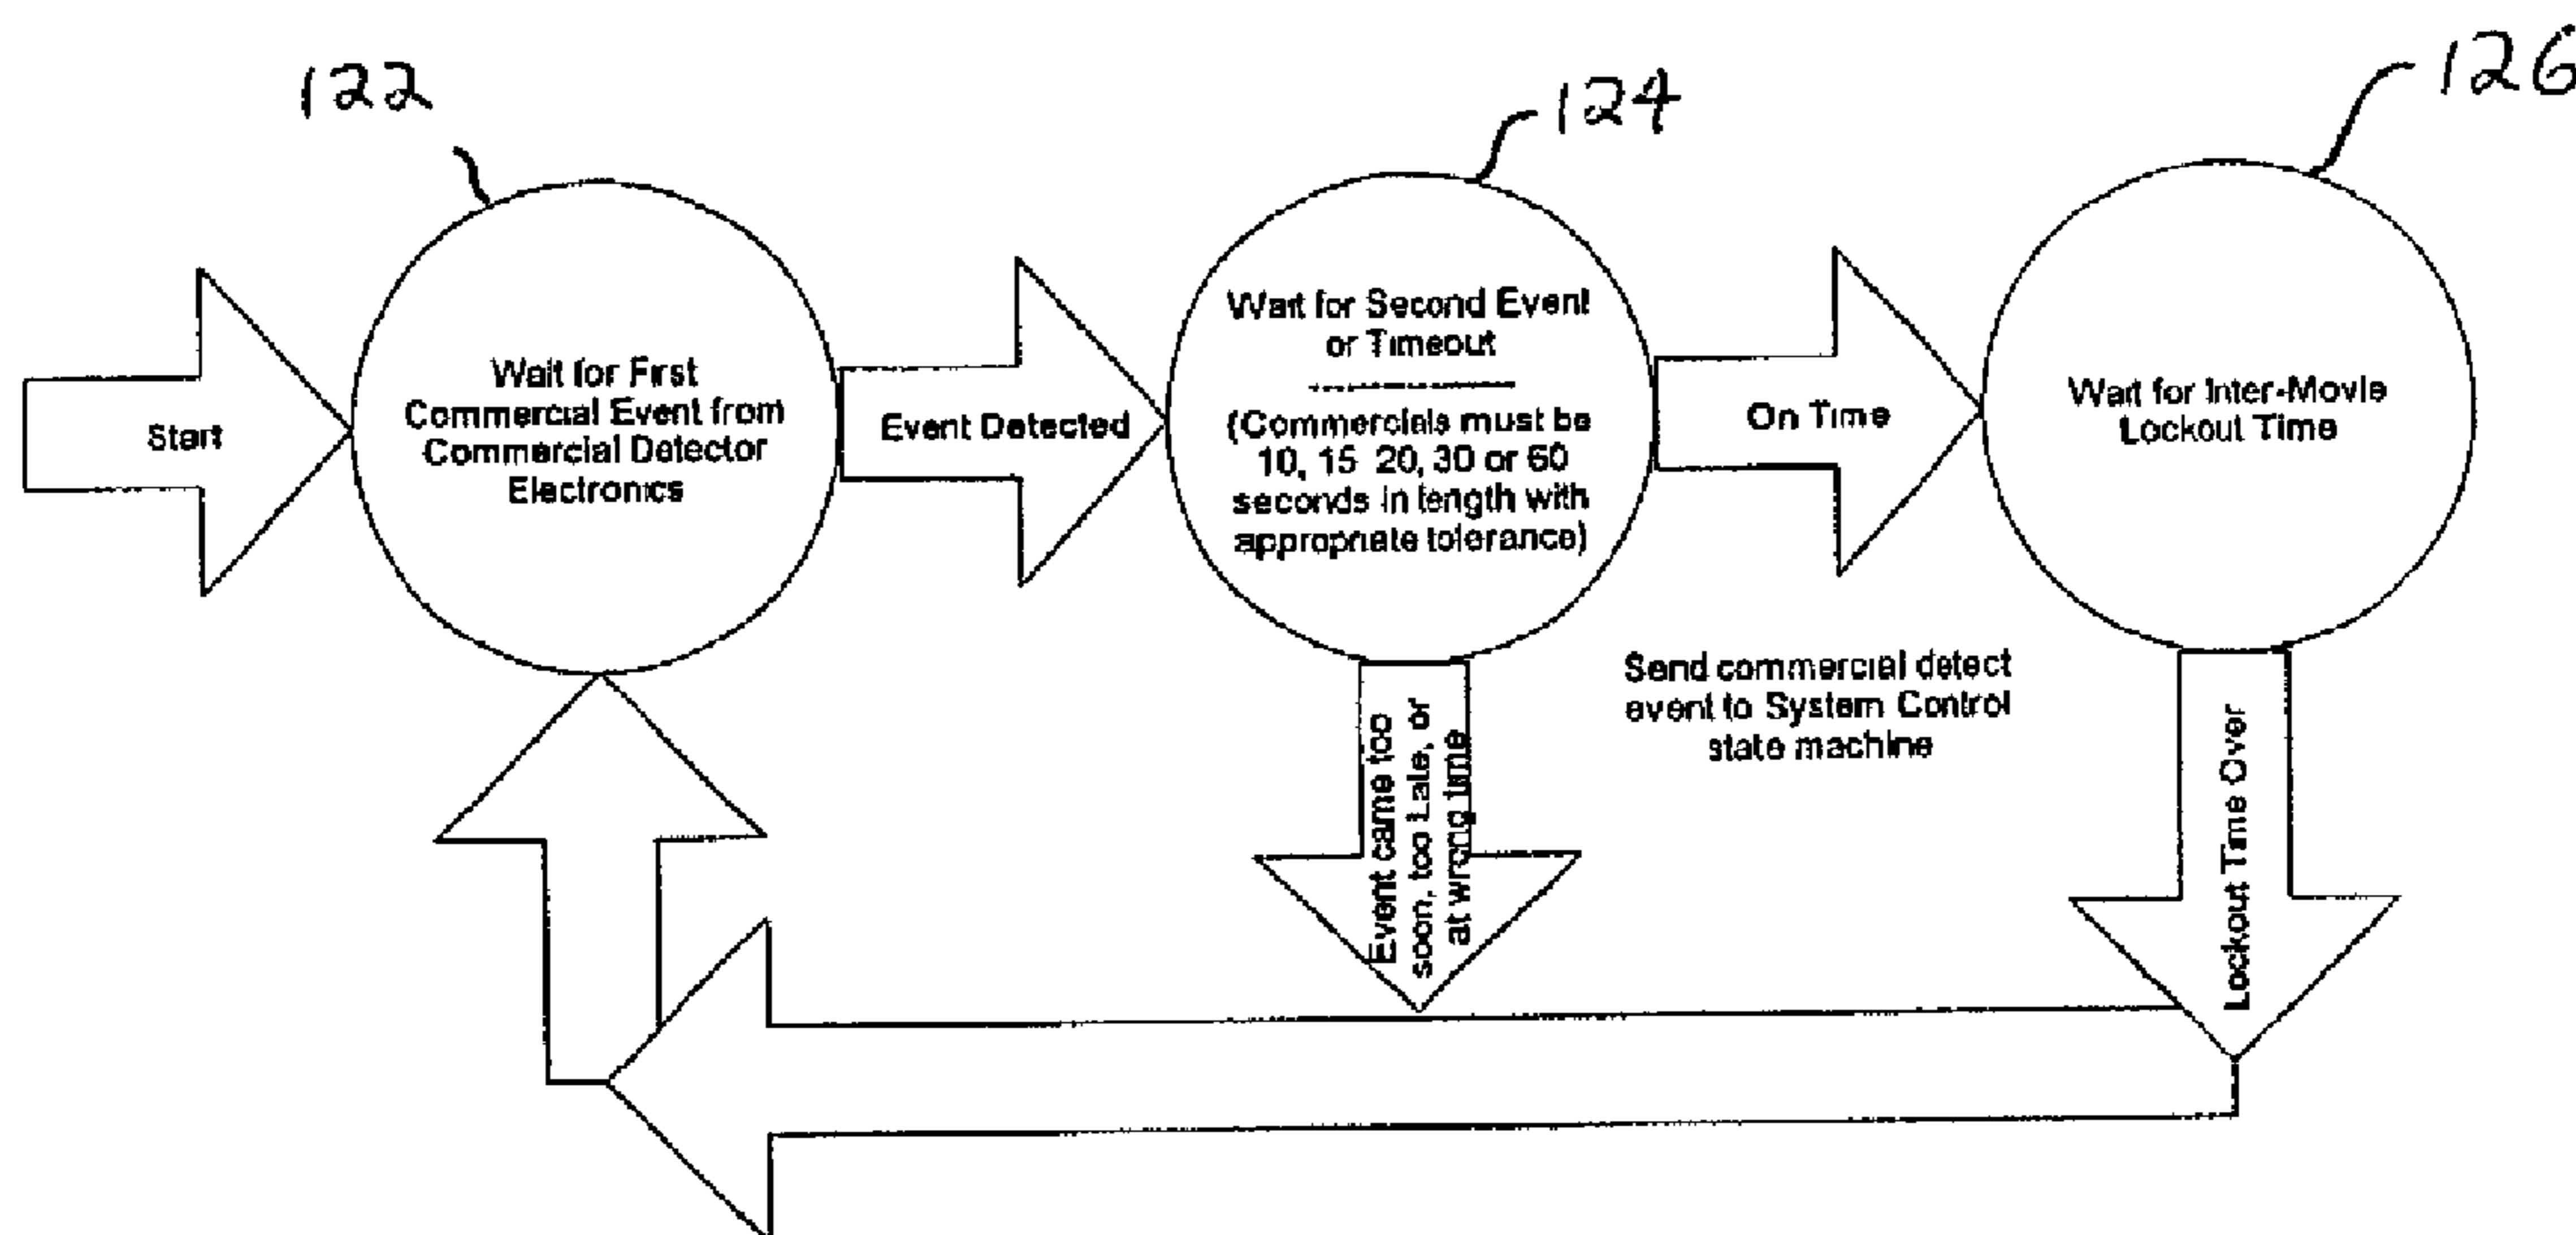 122
124
126
Start
Wait for First
Commercial Event from
Commercial Detector
Electronics
Event Detected
Wait for Second Event
or Timeout
(Commercials must be
10, 15 20, 30 or 60
seconds in length with
appropriate tolerance)
On Time
Wait for Inter-Movie
Lockout Time
Send commercial detect
event to System Control
state machine
Event came too
soon, too Late, or
at wrong time
Lockout Time Over